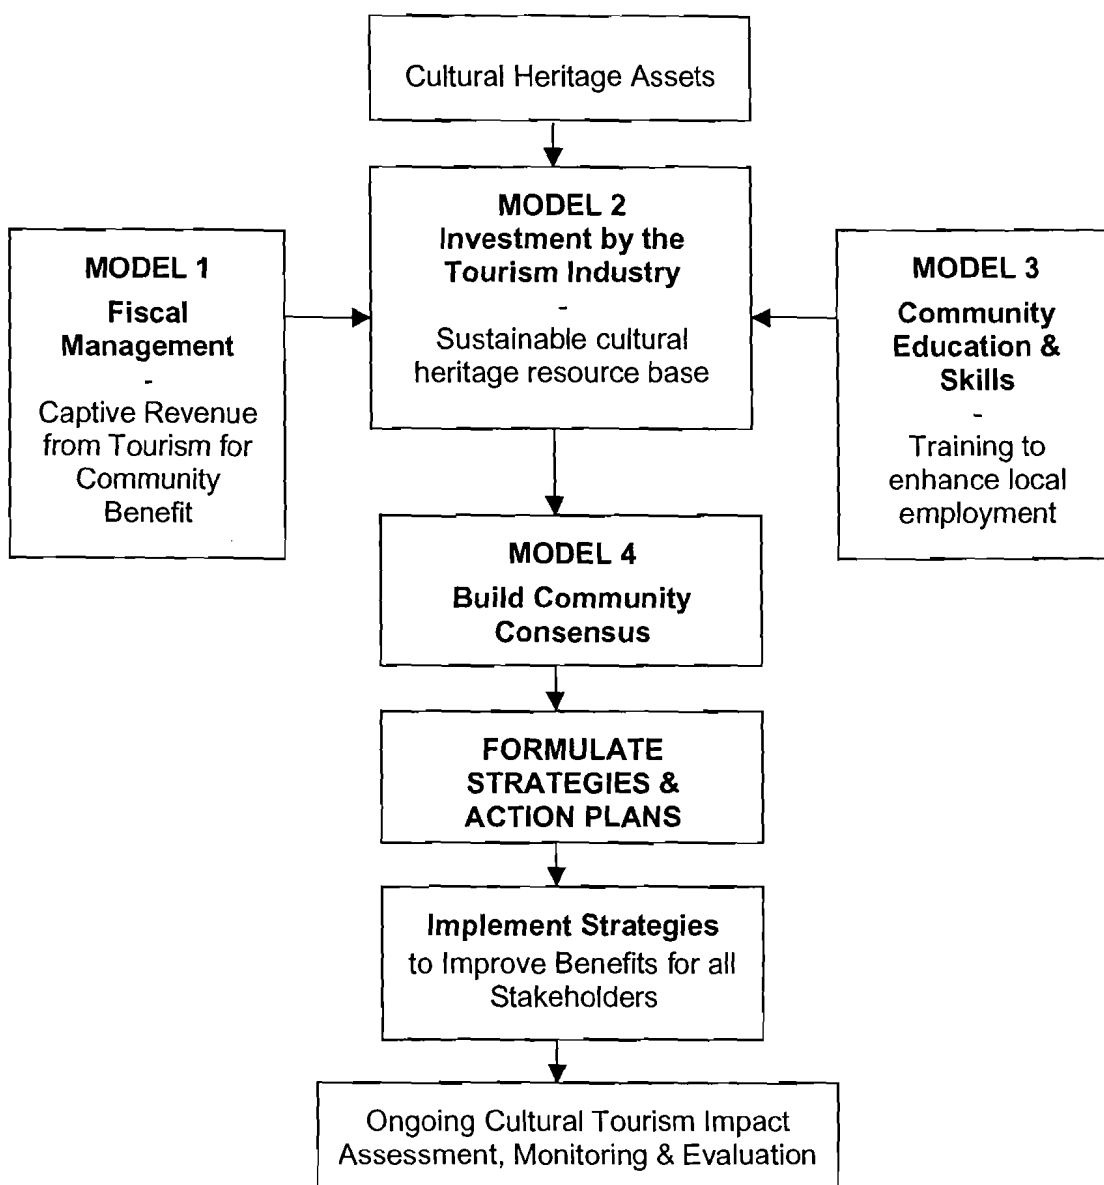 Cultural Heritage Assets
MODEL 2
Investment by the
Tourism Industry
-
Sustainable cultural
heritage resource base
MODEL 1
Fiscal
Management
-
Captive Revenue
from Tourism for
Community
Benefit
MODEL 3
Community
Education &
Skills
-
Training to
enhance local
employment
MODEL 4
Build Community
Consensus
FORMULATE
STRATEGIES &
ACTION PLANS
Implement Strategies
to Improve Benefits for all
Stakeholders
Ongoing Cultural Tourism Impact
Assessment, Monitoring & Evaluation